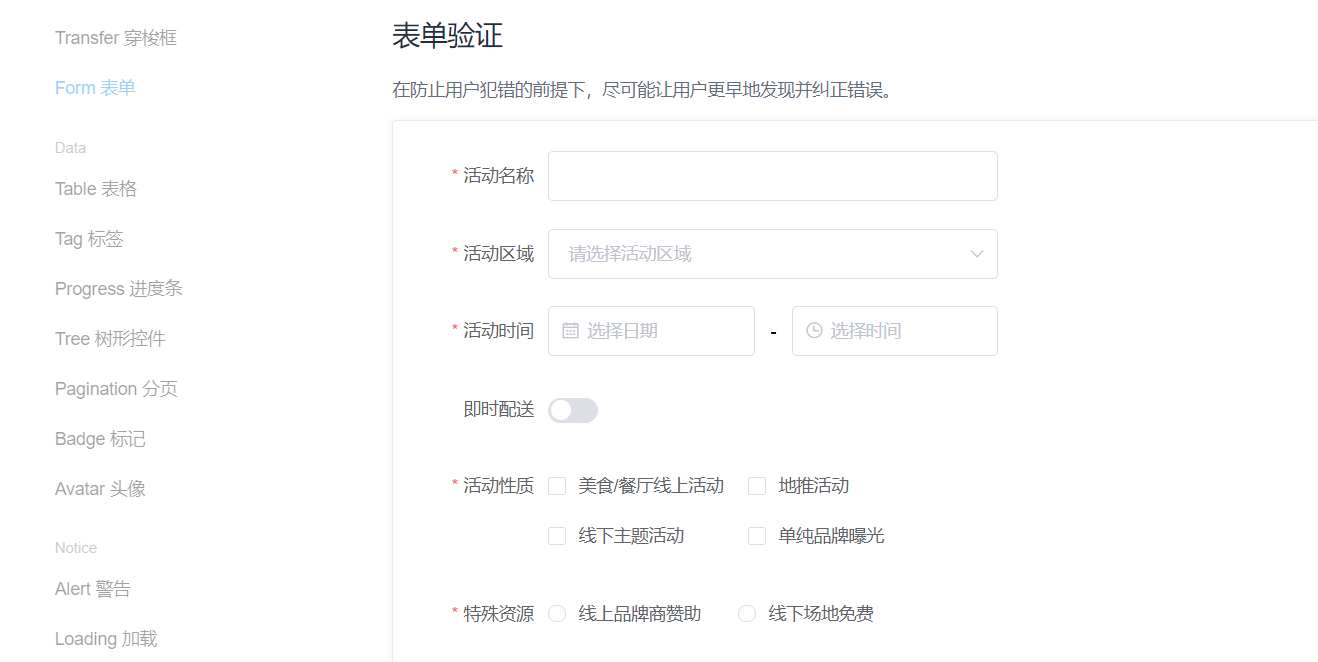 Transfer 穿梭框
Form 表单
Data
Table 表格
Tag 标签
Progress 进度条
Tree 树形控件
Pagination 分页
Badge 标记
Avatar 头像
Notice
Alert 警告
Loading 加载
表单验证
在防止用户犯错的前提下，尽可能让用户更早地发现并纠正错误。
* 活动名称
* 活动区域 请选择活动区域
* 活动时间 选择日期 - 选择时间
即时配送
* 活动性质 美食/餐厅线上活动 地推活动
线下主题活动 单纯品牌曝光
* 特殊资源 线上品牌商赞助 线下场地免费